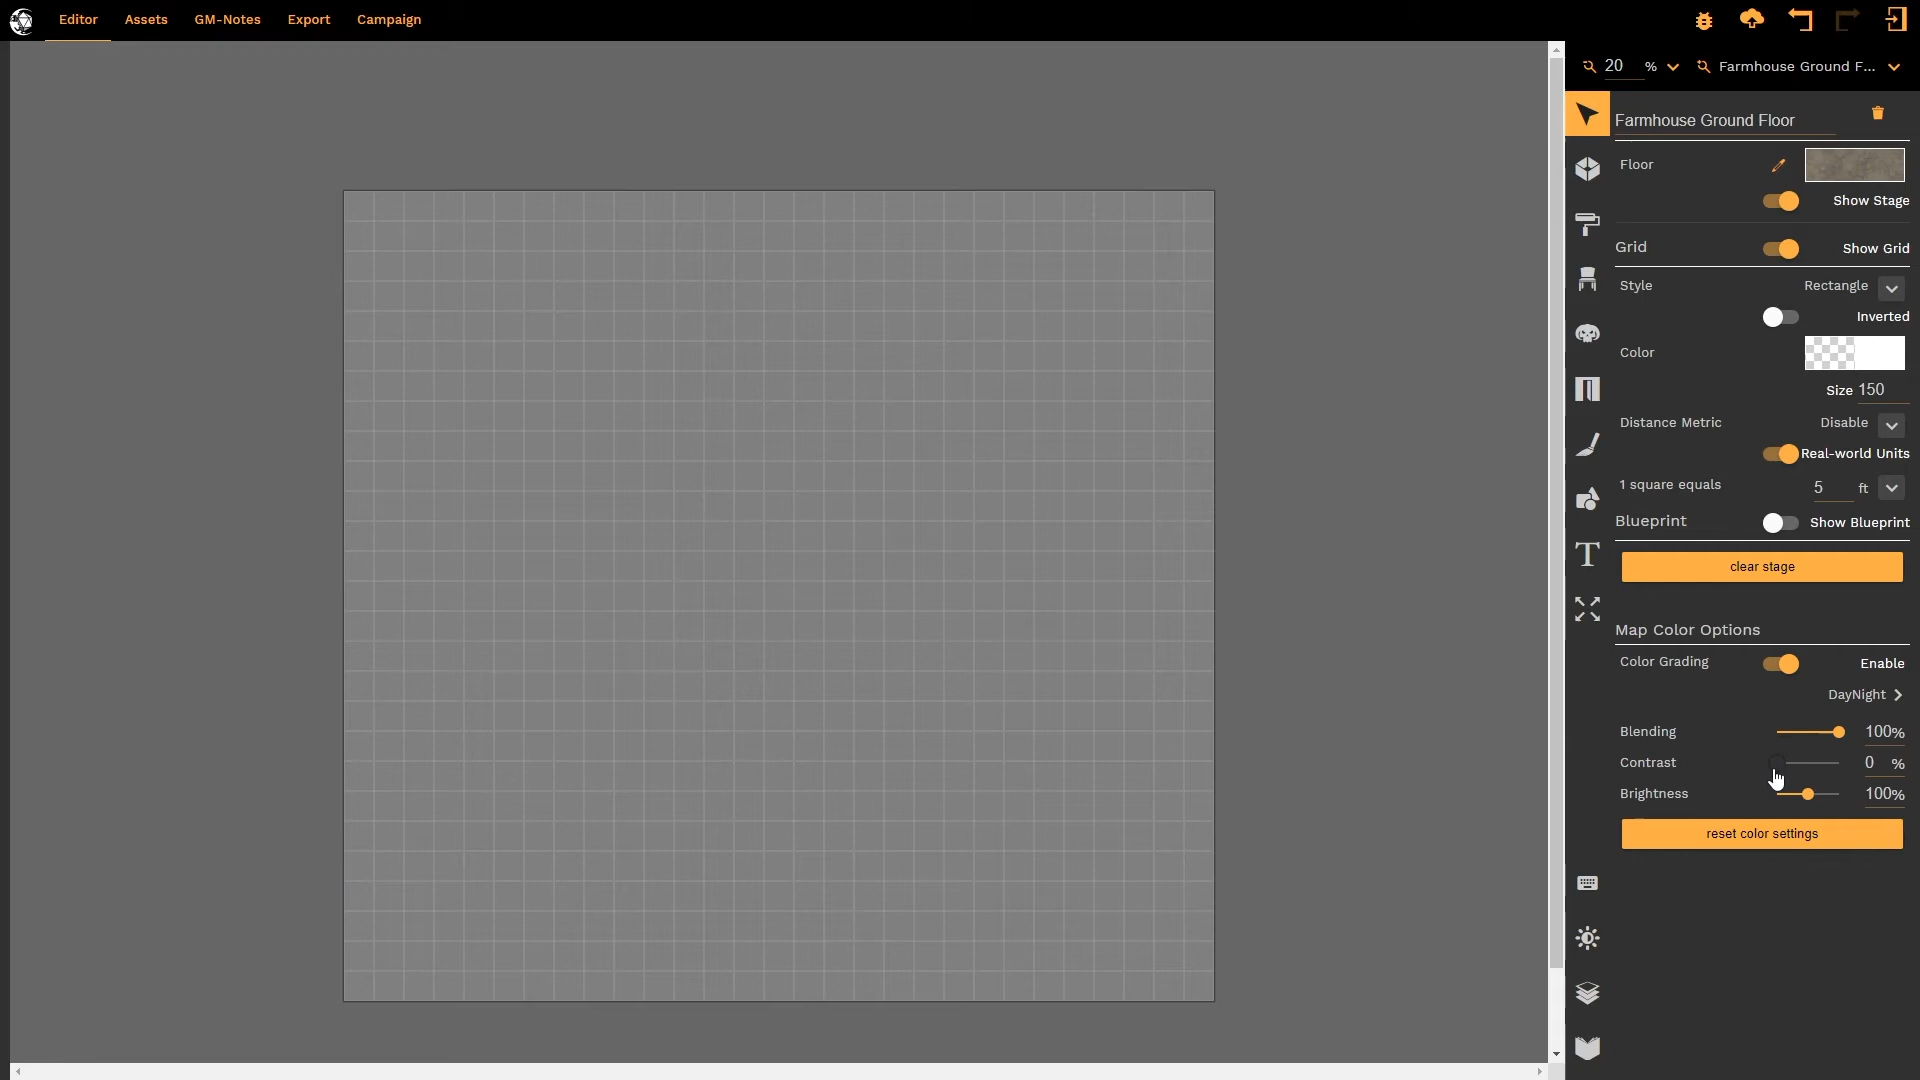 Editor Assets GM-Notes Export Campaign
20 % Farmhouse Ground F...
Farmhouse Ground Floor
Floor
Show Stage
Grid Show Grid
Style Rectangle
Inverted
Color
Size 150
Distance Metric Disable
Real-world Units
1 square equals 5 ft
Blueprint Show Blueprint
clear stage
T
Map Color Options
Color Grading Enable
DayNight
Blending 100%
Contrast 0 %
Brightness 100%
reset color settings